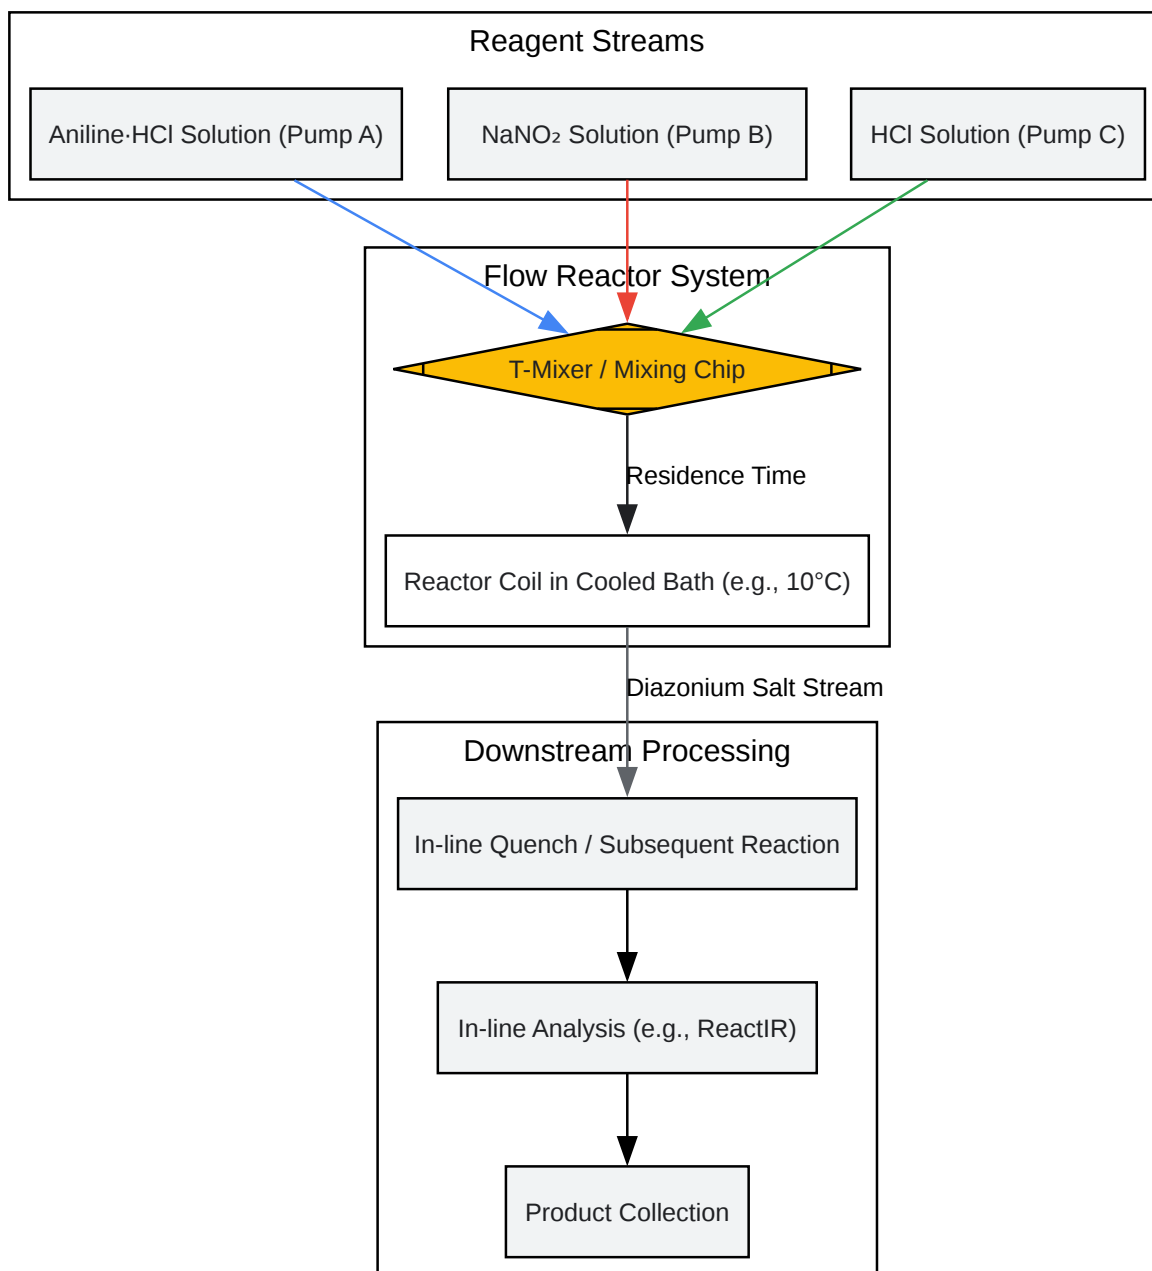 Reagent Streams
Aniline·HCl Solution (Pump A)
NaNO₂ Solution (Pump B)
HCl Solution (Pump C)
Flow Reactor System
T-Mixer / Mixing Chip
Residence Time
Reactor Coil in Cooled Bath (e.g., 10°C)
Diazonium Salt Stream
Downstream Processing
In-line Quench / Subsequent Reaction
In-line Analysis (e.g., ReactIR)
Product Collection